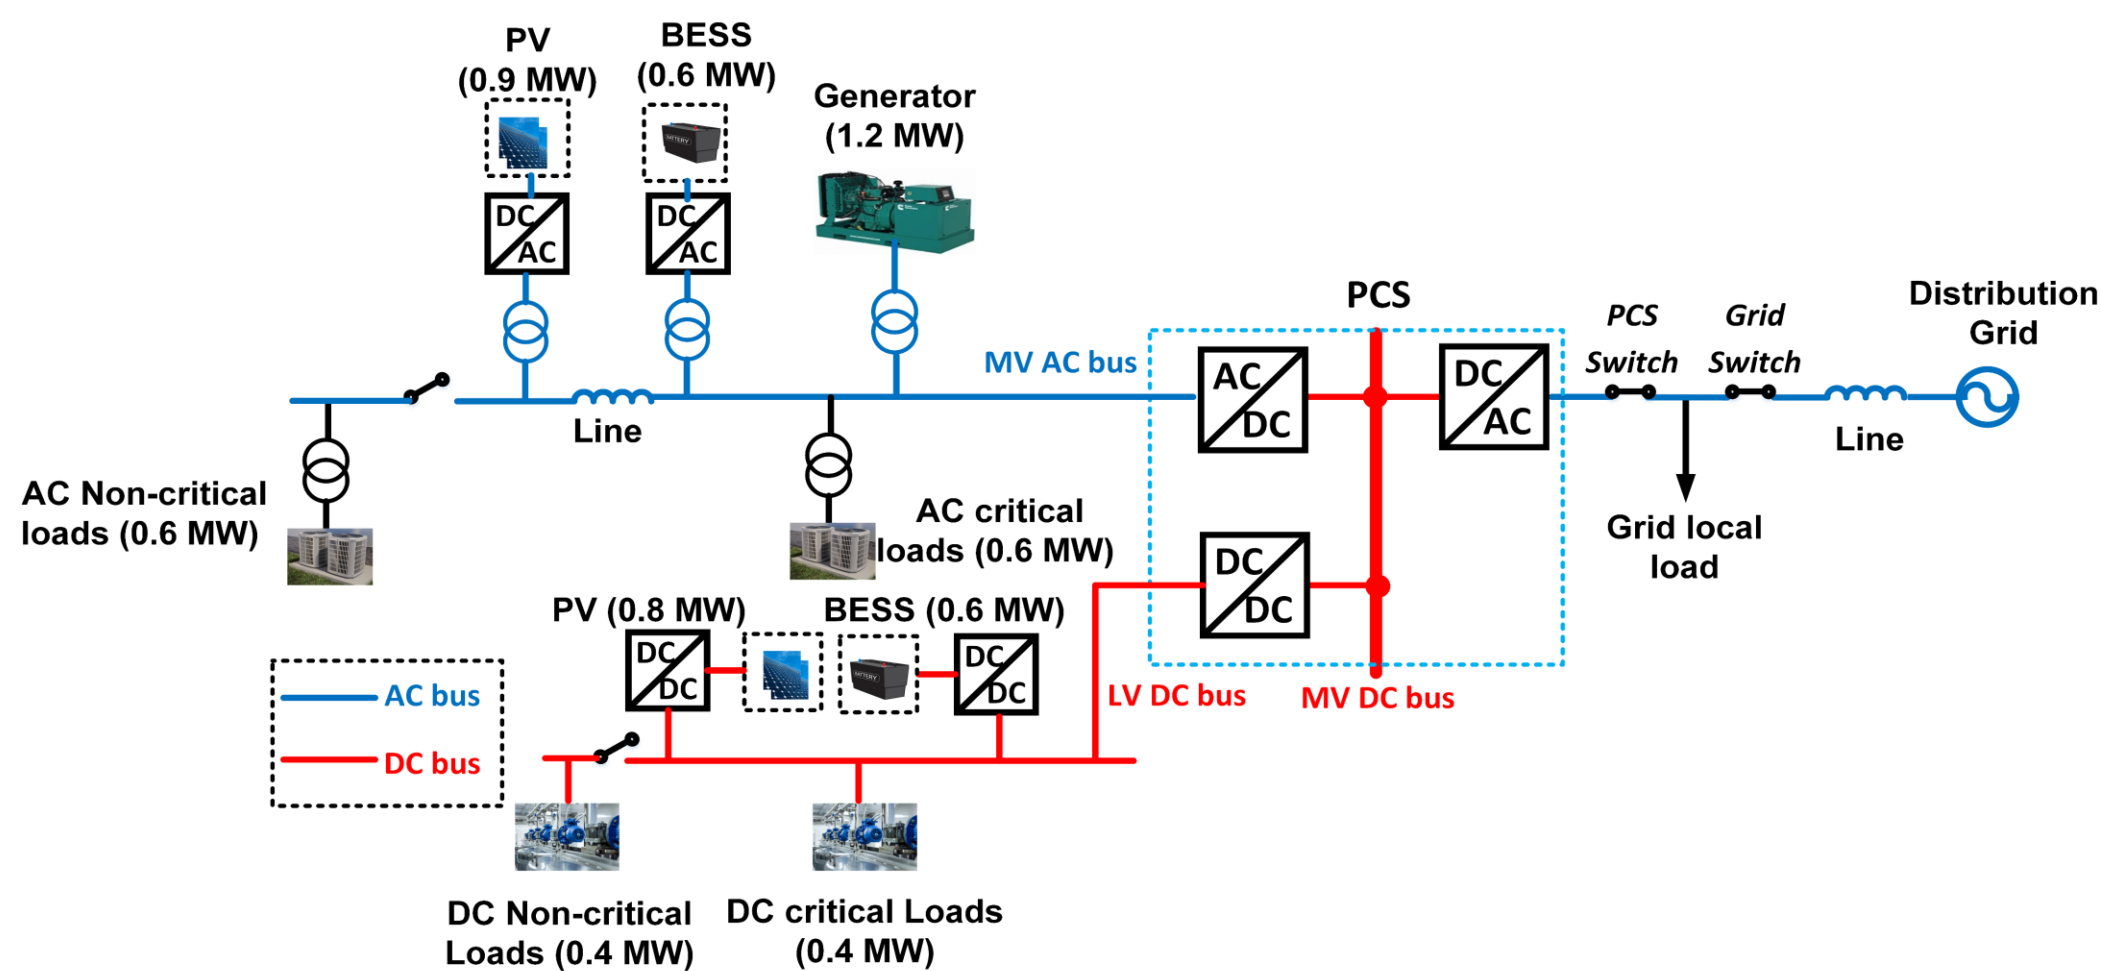 PV
(0.9 MW)
BESS
(0.6 MW)
Generator
(1.2 MW)
DC
AC
DC
AC
BATTERY
PCS
PCS
Switch
Grid
Switch
Distribution
Grid
MV AC bus
AC
DC
DC
AC
Line
Line
AC Non-critical
loads (0.6 MW)
AC critical
loads (0.6 MW)
Grid local
load
DC
DC
PV (0.8 MW)
BESS (0.6 MW)
DC
DC
BATTERY
DC
DC
LV DC bus
MV DC bus
AC bus
DC bus
DC Non-critical
Loads (0.4 MW)
DC critical Loads
(0.4 MW)